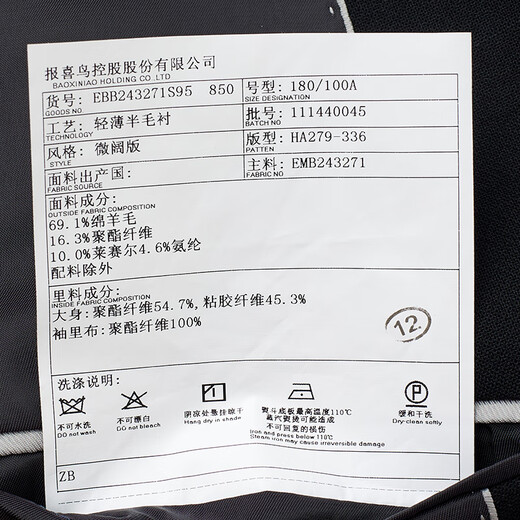 报喜鸟控股股份有限公司
BAOXINIAO HOLDING CO.,LTD
货号: EBB243271S95 850 号型: 180/100A
GOODS NO SIZE DESIGNATION
工艺: 轻薄半毛衬 批号: 111440045
TECHNOLOGY BATCH NO
风格: 微阔版 版型: HA279-336
STYLE PATTEN
面料出产国: 主料: EMB243271
FABRIC SOURCE FABRIC NO
面料成分:
OUTSIDE FABRIC COMPOSITION
69.1%绵羊毛
16.3%聚酯纤维
10.0%莱赛尔4.6%氨纶
配料除外
里料成分:
INSIDE FABRIC COMPOSITION
大身: 聚酯纤维54.7%, 粘胶纤维45.3%
袖里布: 聚酯纤维100%
12.
洗涤说明:
不可水洗 不可漂白 阴凉处悬挂晾干 熨斗底板最高温度110℃ 缓和干洗
蒸汽熨烫可能造成
不可回复的损伤
Do not wash Do not bleach Hang dry in shade Iron and press below 110℃ Dry-clean softly
Steam iron may cause irreversible damage
P
ZB